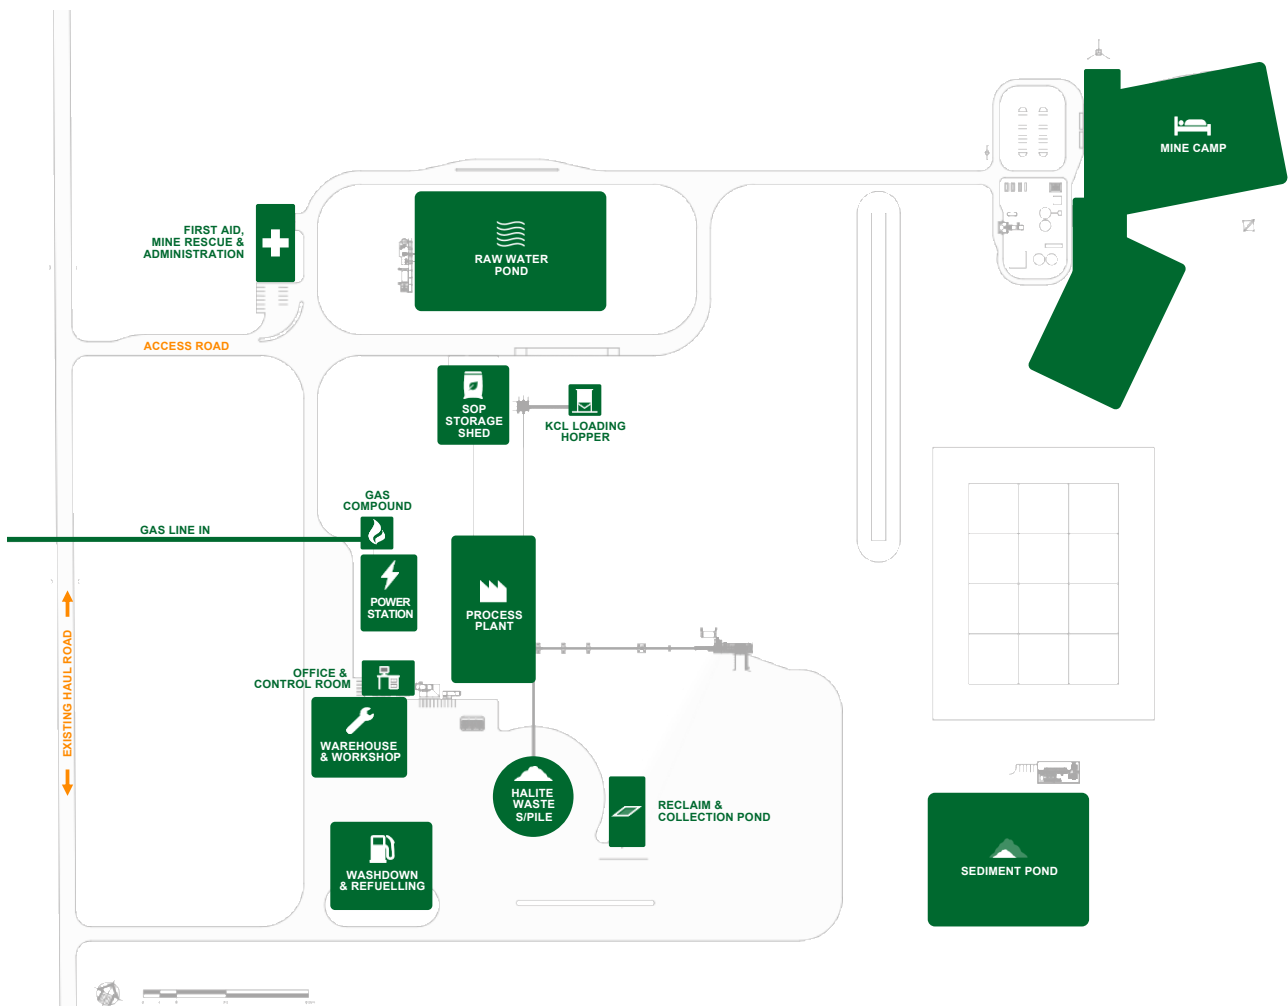 MINE CAMP
FIRST AID,
MINE RESCUE &
ADMINISTRATION
RAW WATER
POND
ACCESS ROAD
SOP
STORAGE
SHED
KCL LOADING
HOPPER
GAS
COMPOUND
GAS LINE IN
POWER
STATION
PROCESS
PLANT
EXISTING HAUL ROAD
OFFICE &
CONTROL ROOM
WAREHOUSE
& WORKSHOP
HALITE
WASTE
S/PILE
RECLAIM &
COLLECTION POND
WASHDOWN
& REFUELLING
SEDIMENT POND